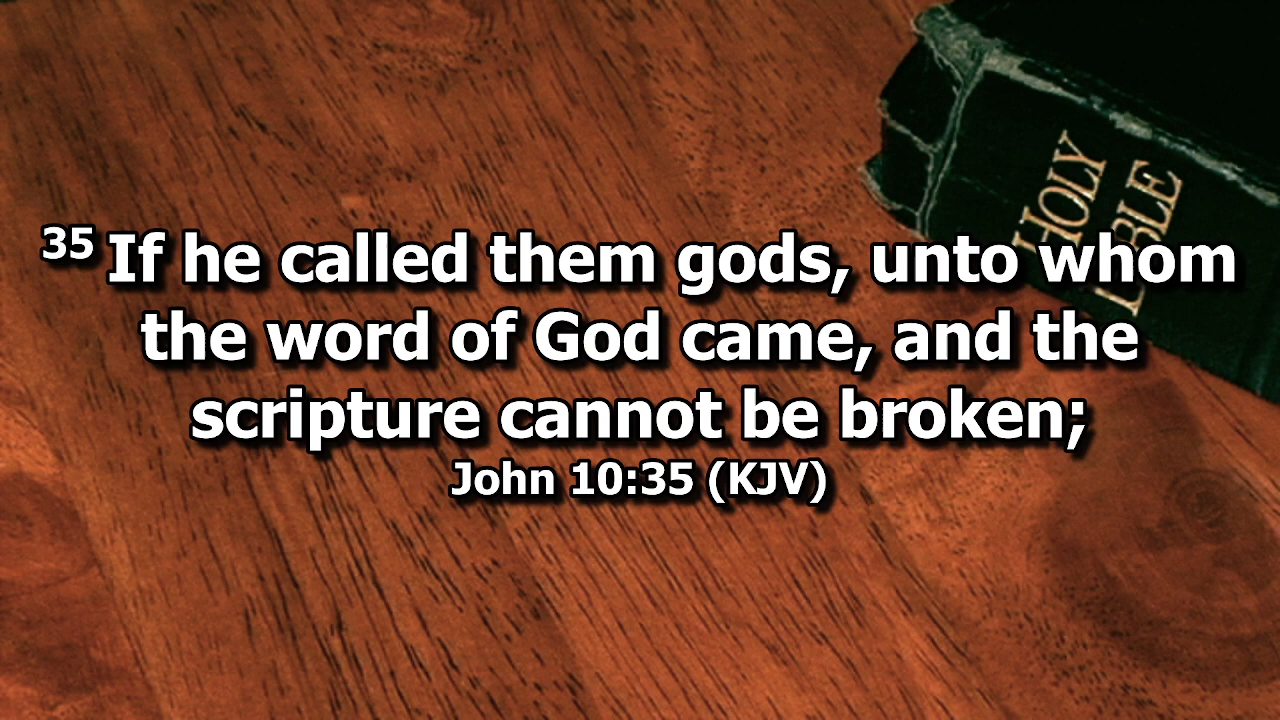 HOLY
BIBLE
35 If he called them gods, unto whom
the word of God came, and the
scripture cannot be broken;
John 10:35 (KJV)